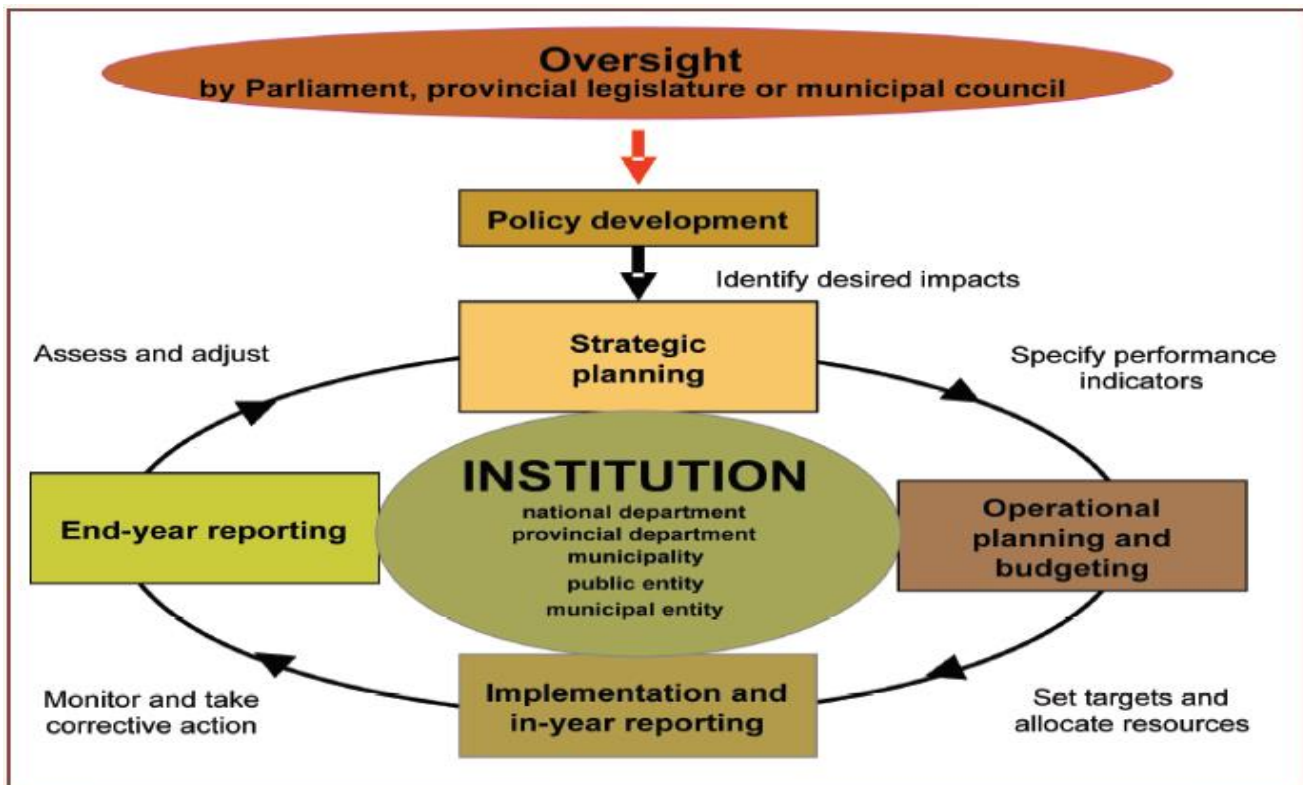 Oversight
by Parliament, provincial legislature or municipal council
Policy development
Identify desired impacts
Strategic
planning
Assess and adjust
Specify performance
indicators
INSTITUTION
national department
provincial department
municipality
public entity
municipal entity
End-year reporting
Operational
planning and
budgeting
Monitor and take
corrective action
Implementation and
in-year reporting
Set targets and
allocate resources